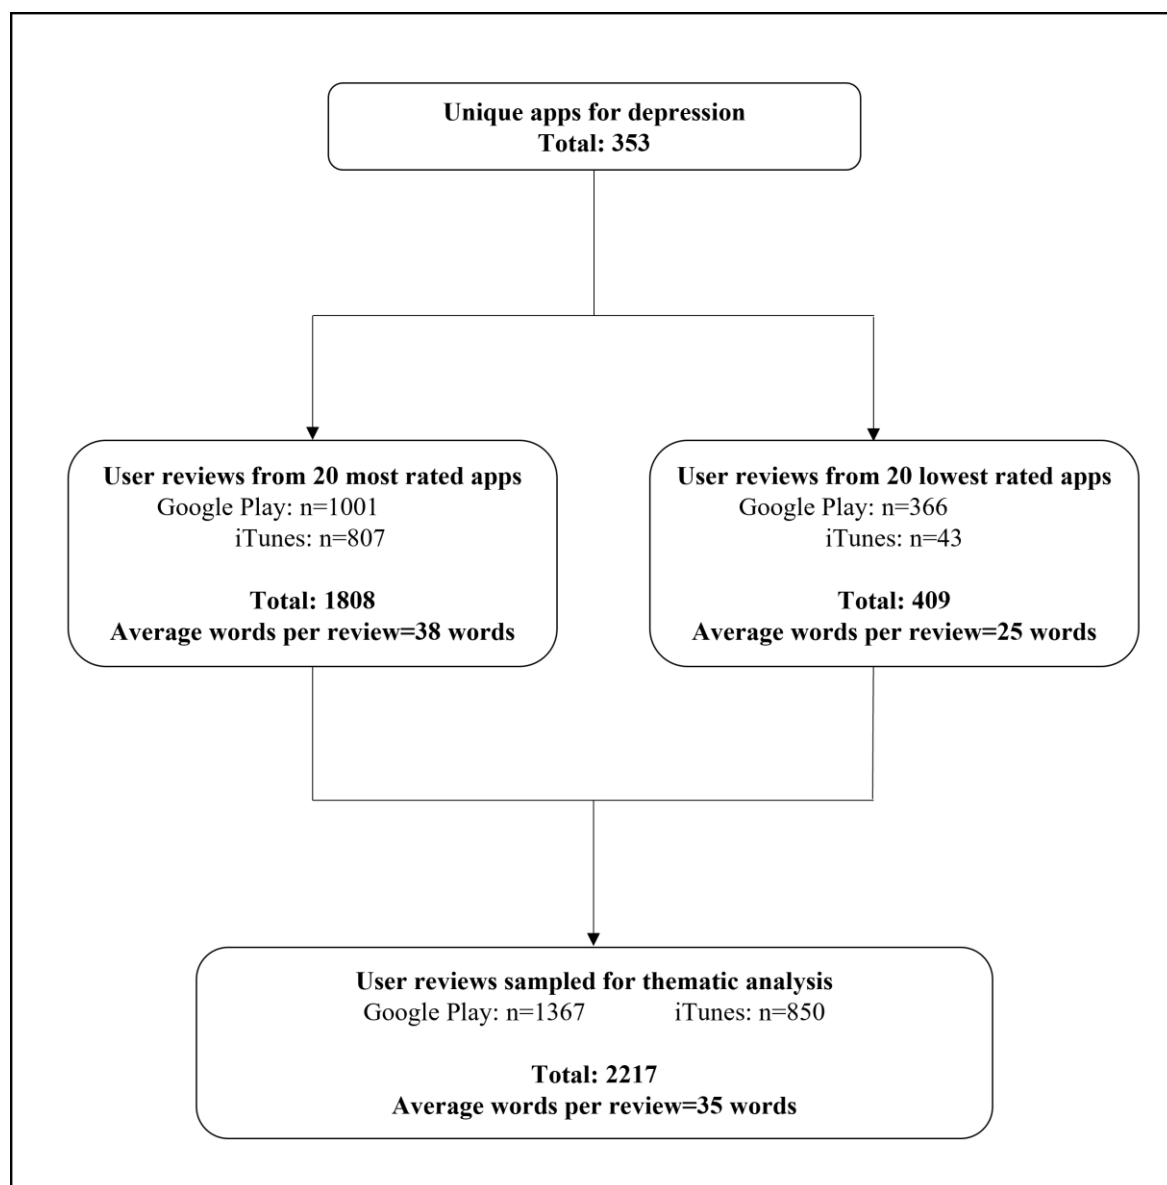 Unique apps for depression
Total: 353
User reviews from 20 most rated apps
Google Play: n=1001
iTunes: n=807
Total: 1808
Average words per review=38 words
User reviews from 20 lowest rated apps
Google Play: n=366
iTunes: n=43
Total: 409
Average words per review=25 words
User reviews sampled for thematic analysis
Google Play: n=1367 iTunes: n=850
Total: 2217
Average words per review=35 words